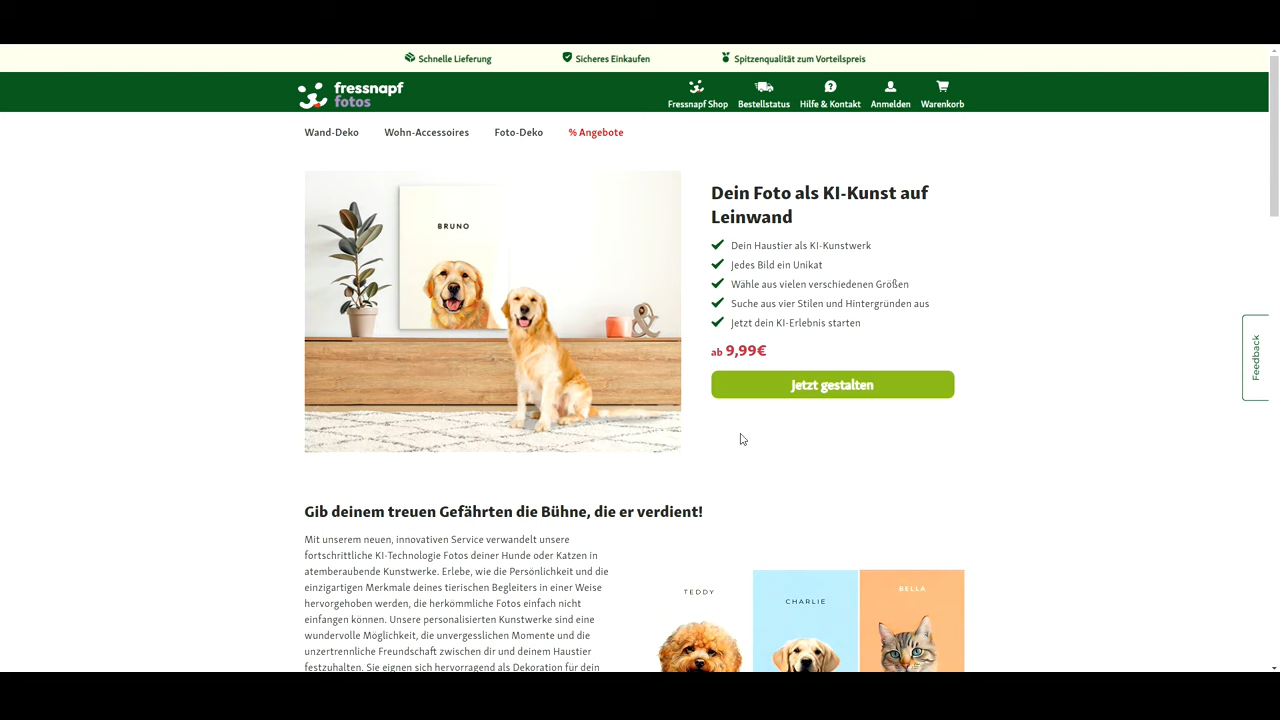 Schnelle Lieferung
Sicheres Einkaufen
Spitzenqualität zum Vorteilspreis
fressnapf
fotos
Fressnapf Shop
Bestellstatus
Hilfe & Kontakt
Anmelden
Warenkorb
Wand-Deko
Wohn-Accessoires
Foto-Deko
% Angebote
BRUNO
&
Dein Foto als KI-Kunst auf
Leinwand
Dein Haustier als KI-Kunstwerk
Jedes Bild ein Unikat
Wähle aus vielen verschiedenen Größen
Suche aus vier Stilen und Hintergründen aus
Jetzt dein KI-Erlebnis starten
ab 9,99€
Jetzt gestalten
Feedback
Gib deinem treuen Gefährten die Bühne, die er verdient!
Mit unserem neuen, innovativen Service verwandelt unsere
fortschrittliche KI-Technologie Fotos deiner Hunde oder Katzen in
atemberaubende Kunstwerke. Erlebe, wie die Persönlichkeit und die
einzigartigen Merkmale deines tierischen Begleiters in einer Weise
hervorgehoben werden, die herkömmliche Fotos einfach nicht
einfangen können. Unsere personalisierten Kunstwerke sind eine
wundervolle Möglichkeit, die unvergesslichen Momente und die
unzertrennliche Freundschaft zwischen dir und deinem Haustier
festzuhalten. Sie eignen sich hervorragend als Dekoration für dein
TEDDY
CHARLIE
BELLA